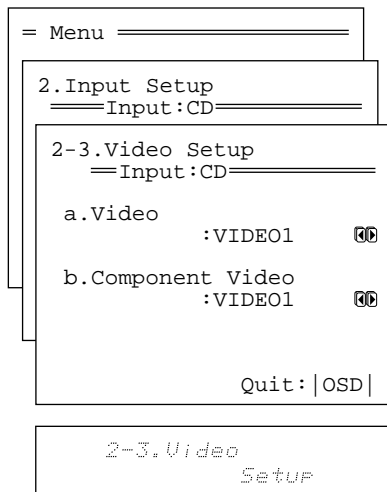 Menu
2.Input Setup
Input:CD
2-3.Video Setup
Input:CD
a.Video
:VIDEO1
b.Component Video
:VIDEO1
Quit:|OSD|
2-3.Video
Setup